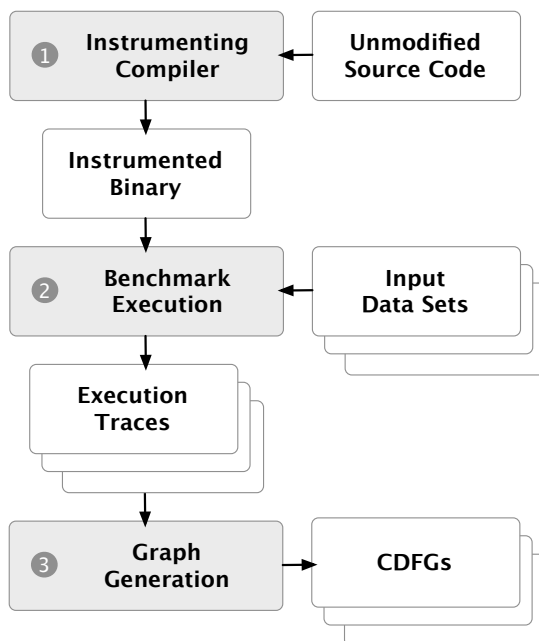 1
Instrumenting
Compiler
Unmodified
Source Code
Instrumented
Binary
2
Benchmark
Execution
Input
Data Sets
Execution
Traces
3
Graph
Generation
CDFGs